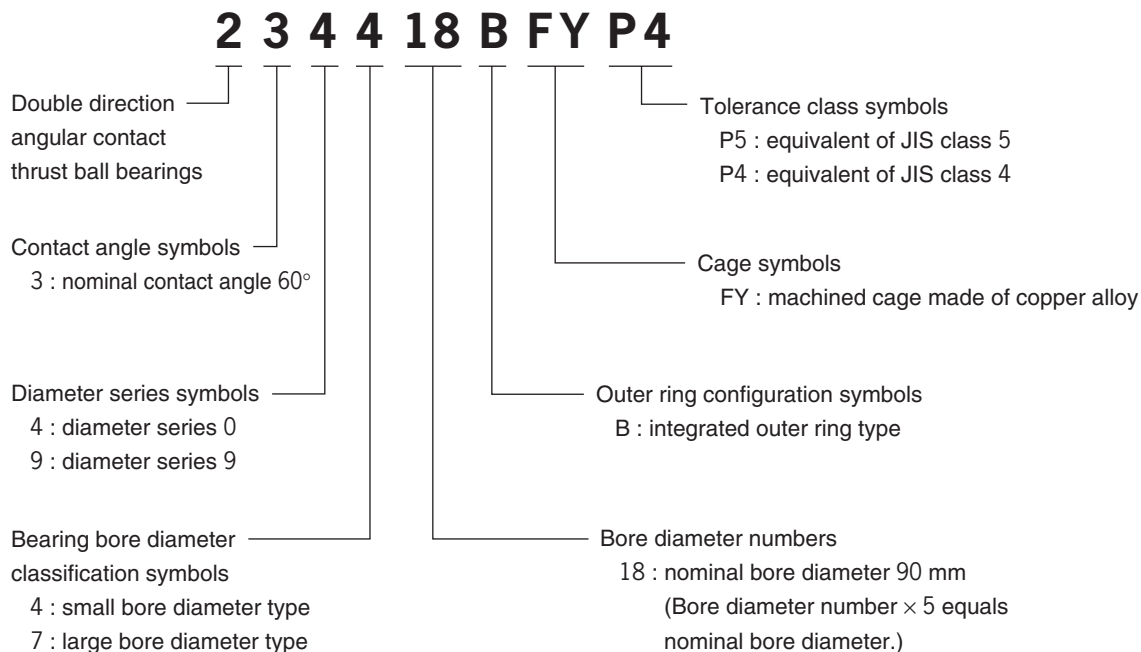 2 3 4 4 18 B FY P4
Double direction
angular contact
thrust ball bearings
Contact angle symbols
3 : nominal contact angle 60°
Diameter series symbols
4 : diameter series 0
9 : diameter series 9
Bearing bore diameter
classification symbols
4 : small bore diameter type
7 : large bore diameter type
Tolerance class symbols
P5 : equivalent of JIS class 5
P4 : equivalent of JIS class 4
Cage symbols
FY : machined cage made of copper alloy
Outer ring configuration symbols
B : integrated outer ring type
Bore diameter numbers
18 : nominal bore diameter 90 mm
(Bore diameter number × 5 equals
nominal bore diameter.)